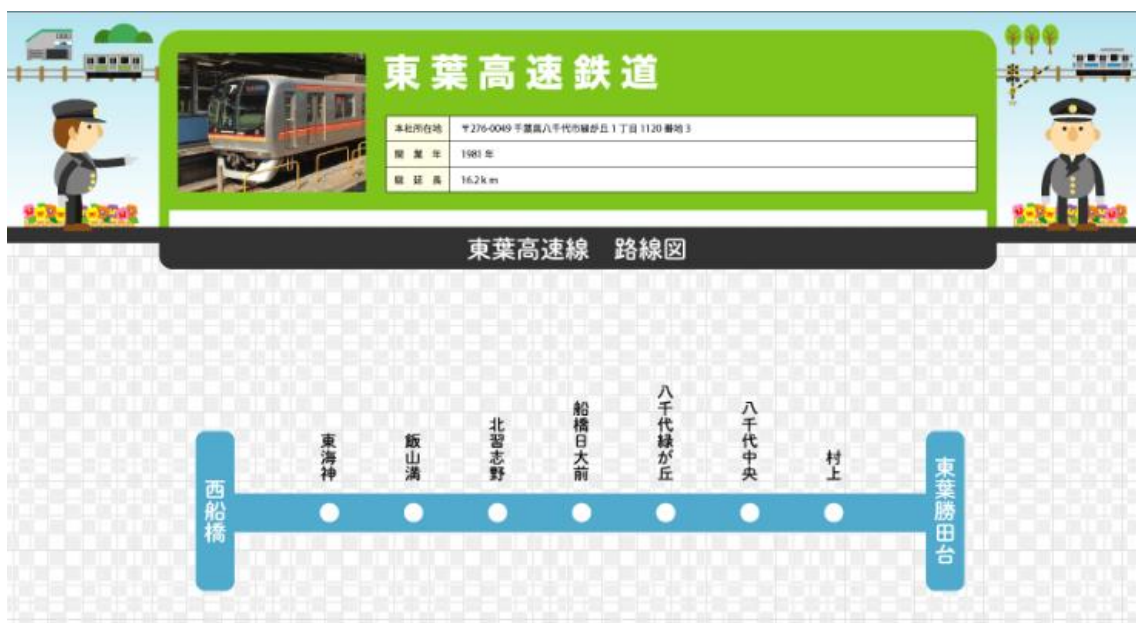 東葉高速鉄道
本社所在地 〒276-0049 千葉県八千代市緑が丘1丁目1120番地3
開業年 1981年
総延長 16.2km
東葉高速線 路線図
西船橋
東海神
飯山満
北習志野
船橋日大前
八千代緑が丘
八千代中央
村上
東葉勝田台